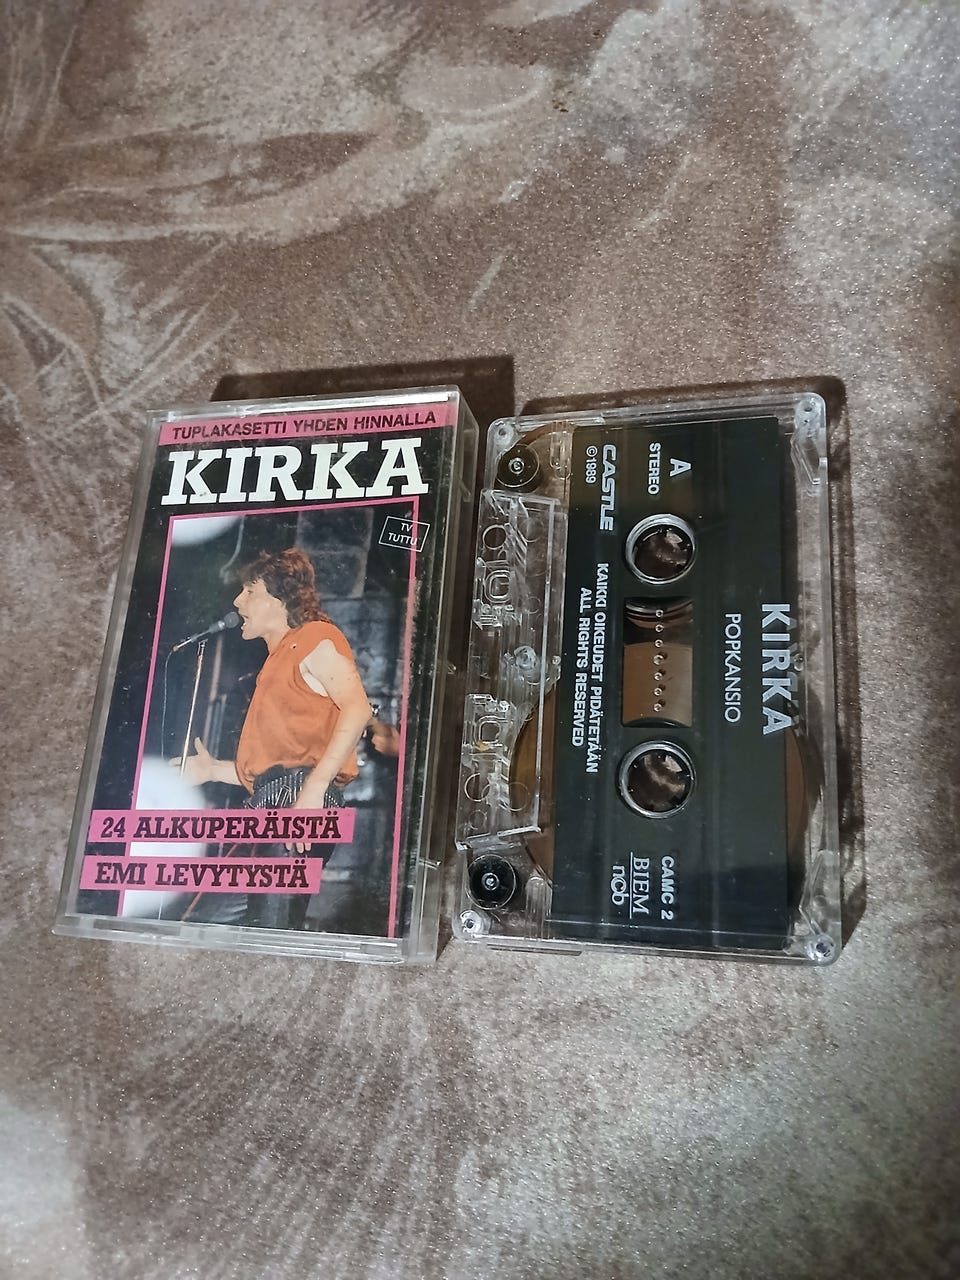 TUPLAKASETTI YHDEN HINNALLA
KIRKA
TV
TUTTU
24 ALKUPERÄISTÄ
EMI LEVYTYSTÄ
KIRKA
POPKANSIO
A
STEREO
CASTLE
©1989
KAIKKI OIKEUDET PIDÄTETÄÄN
ALL RIGHTS RESERVED
CAMC 2
BIEM
ncb